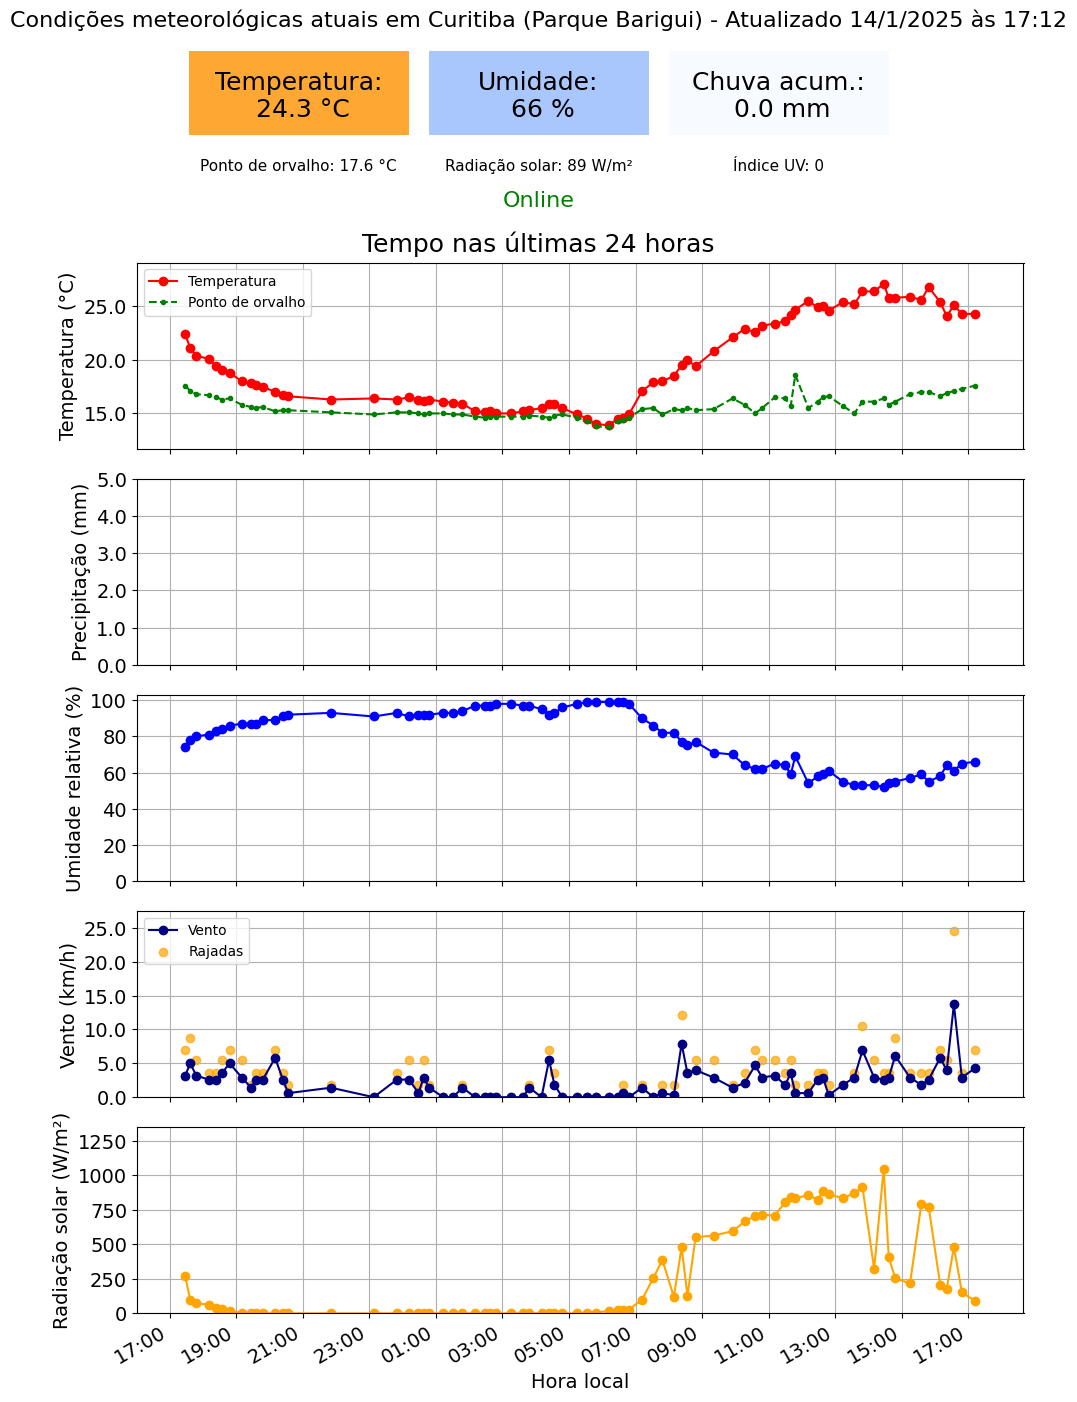 Condições meteorológicas atuais em Curitiba (Parque Barigui) - Atualizado 14/1/2025 às 17:12
Temperatura:
24.3 °C
Umidade:
66 %
Chuva acum.:
0.0 mm
Ponto de orvalho: 17.6 °C
Radiação solar: 89 W/m²
Índice UV: 0
Online
Tempo nas últimas 24 horas
Temperatura (°C)
25.0
20.0
15.0
Temperatura
Ponto de orvalho
Precipitação (mm)
5.0
4.0
3.0
2.0
1.0
0.0
Umidade relativa (%)
100
80
60
40
20
0
Vento (km/h)
25.0
20.0
15.0
10.0
5.0
0.0
Vento
Rajadas
Radiação solar (W/m²)
1250
1000
750
500
250
0
17:00
19:00
21:00
23:00
01:00
03:00
05:00
07:00
09:00
11:00
13:00
15:00
17:00
Hora local